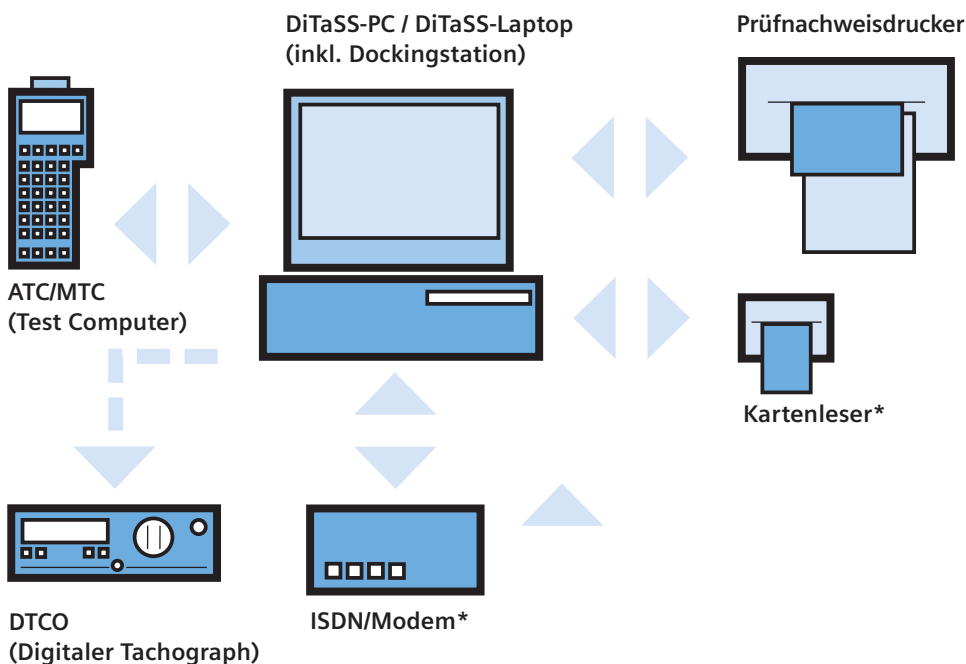 DiTaSS-PC / DiTaSS-Laptop
(inkl. Dockingstation)
Prüfnachweisdrucker
ATC/MTC
(Test Computer)
Kartenleser*
DTCO
(Digitaler Tachograph)
ISDN/Modem*